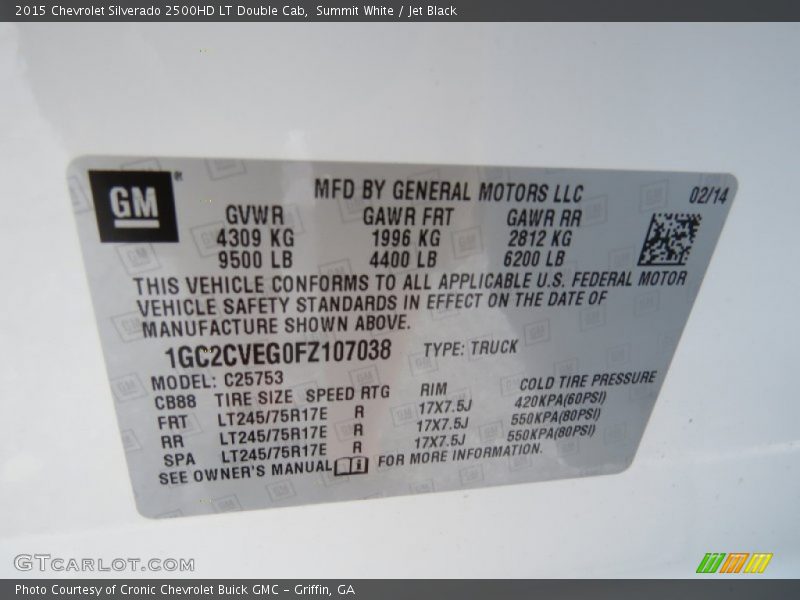 2015 Chevrolet Silverado 2500HD LT Double Cab, Summit White / Jet Black
GM®
MFD BY GENERAL MOTORS LLC 02/14
GVWR GAWR FRT GAWR RR
4309 KG 1996 KG 2812 KG
9500 LB 4400 LB 6200 LB
THIS VEHICLE CONFORMS TO ALL APPLICABLE U.S. FEDERAL MOTOR
VEHICLE SAFETY STANDARDS IN EFFECT ON THE DATE OF
MANUFACTURE SHOWN ABOVE.
1GC2CVEG0FZ107038 TYPE: TRUCK
MODEL: C25753
CB88 TIRE SIZE SPEED RTG RIM COLD TIRE PRESSURE
FRT LT245/75R17E R 17X7.5J 420KPA(60PSI)
RR LT245/75R17E R 17X7.5J 550KPA(80PSI)
SPA LT245/75R17E R 17X7.5J 550KPA(80PSI)
SEE OWNER'S MANUAL FOR MORE INFORMATION.
GTCARLOT.COM
Photo Courtesy of Cronic Chevrolet Buick GMC - Griffin, GA